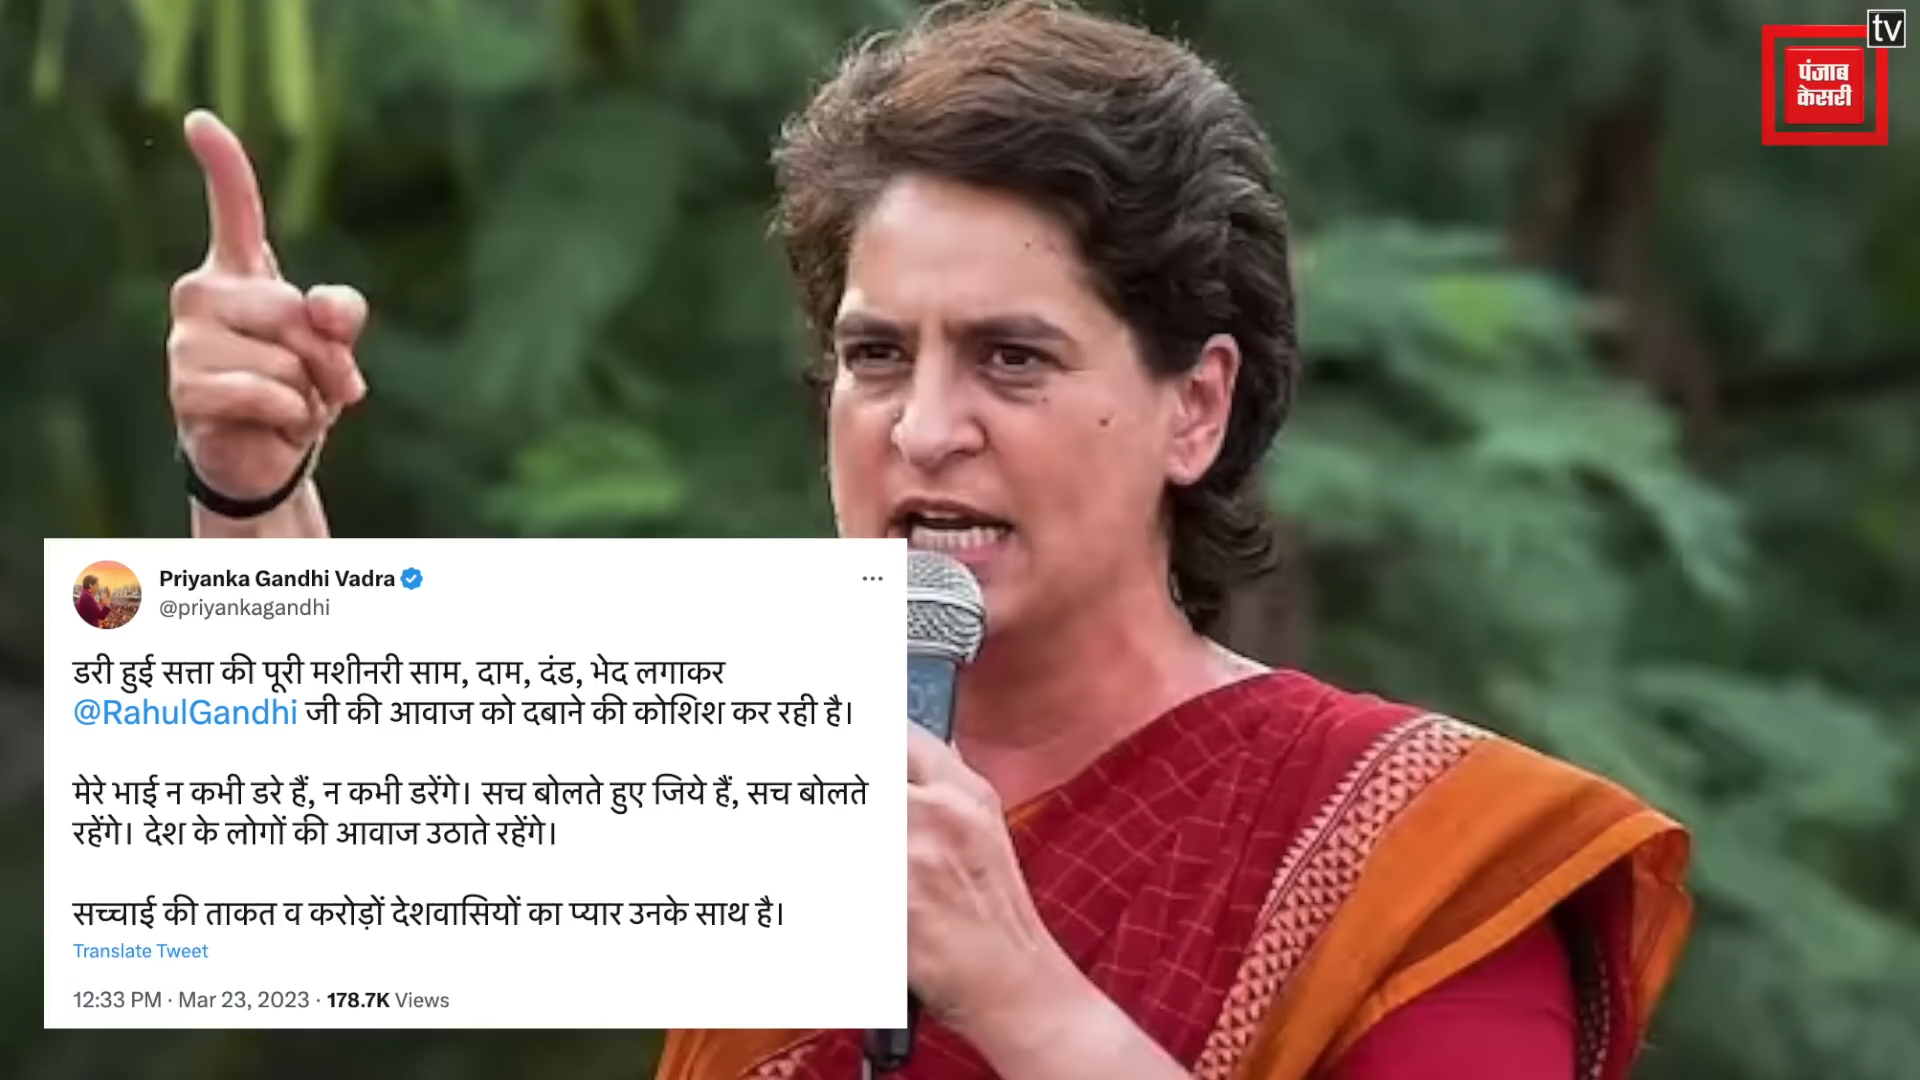 tv
पंजाब
केसरी
Priyanka Gandhi Vadra
@priyankagandhi
डरी हुई सत्ता की पूरी मशीनरी साम, दाम, दंड, भेद लगाकर
@RahulGandhi जी की आवाज को दबाने की कोशिश कर रही है।
मेरे भाई न कभी डरे हैं, न कभी डरेंगे। सच बोलते हुए जिये हैं, सच बोलते
रहेंगे। देश के लोगों की आवाज उठाते रहेंगे।
सच्चाई की ताकत व करोड़ों देशवासियों का प्यार उनके साथ है।
Translate Tweet
12:33 PM · Mar 23, 2023 · 178.7K Views